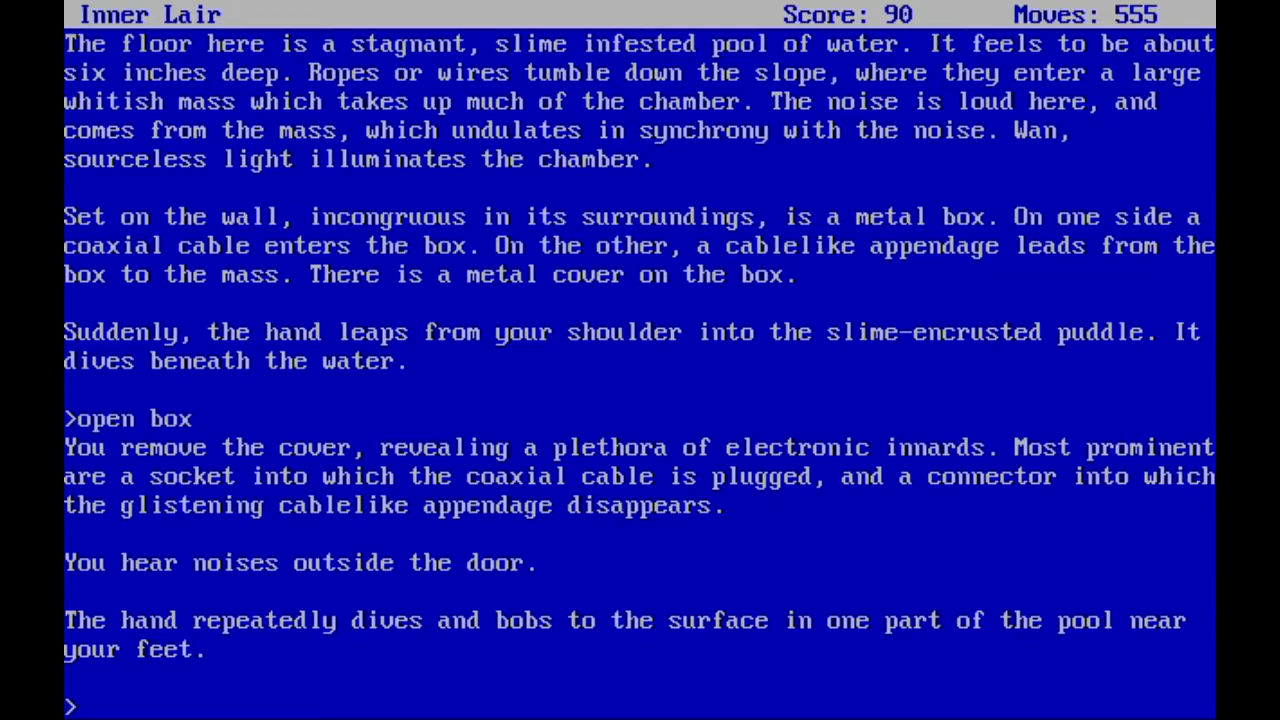 Inner Lair Score: 90 Moves: 555
The floor here is a stagnant, slime infested pool of water. It feels to be about
six inches deep. Ropes or wires tumble down the slope, where they enter a large
whitish mass which takes up much of the chamber. The noise is loud here, and
comes from the mass, which undulates in synchrony with the noise. Wan,
sourceless light illuminates the chamber.
Set on the wall, incongruous in its surroundings, is a metal box. On one side a
coaxial cable enters the box. On the other, a cablelike appendage leads from the
box to the mass. There is a metal cover on the box.
Suddenly, the hand leaps from your shoulder into the slime-encrusted puddle. It
dives beneath the water.
>open box
You remove the cover, revealing a plethora of electronic innards. Most prominent
are a socket into which the coaxial cable is plugged, and a connector into which
the glistening cablelike appendage disappears.
You hear noises outside the door.
The hand repeatedly dives and bobs to the surface in one part of the pool near
your feet.
>